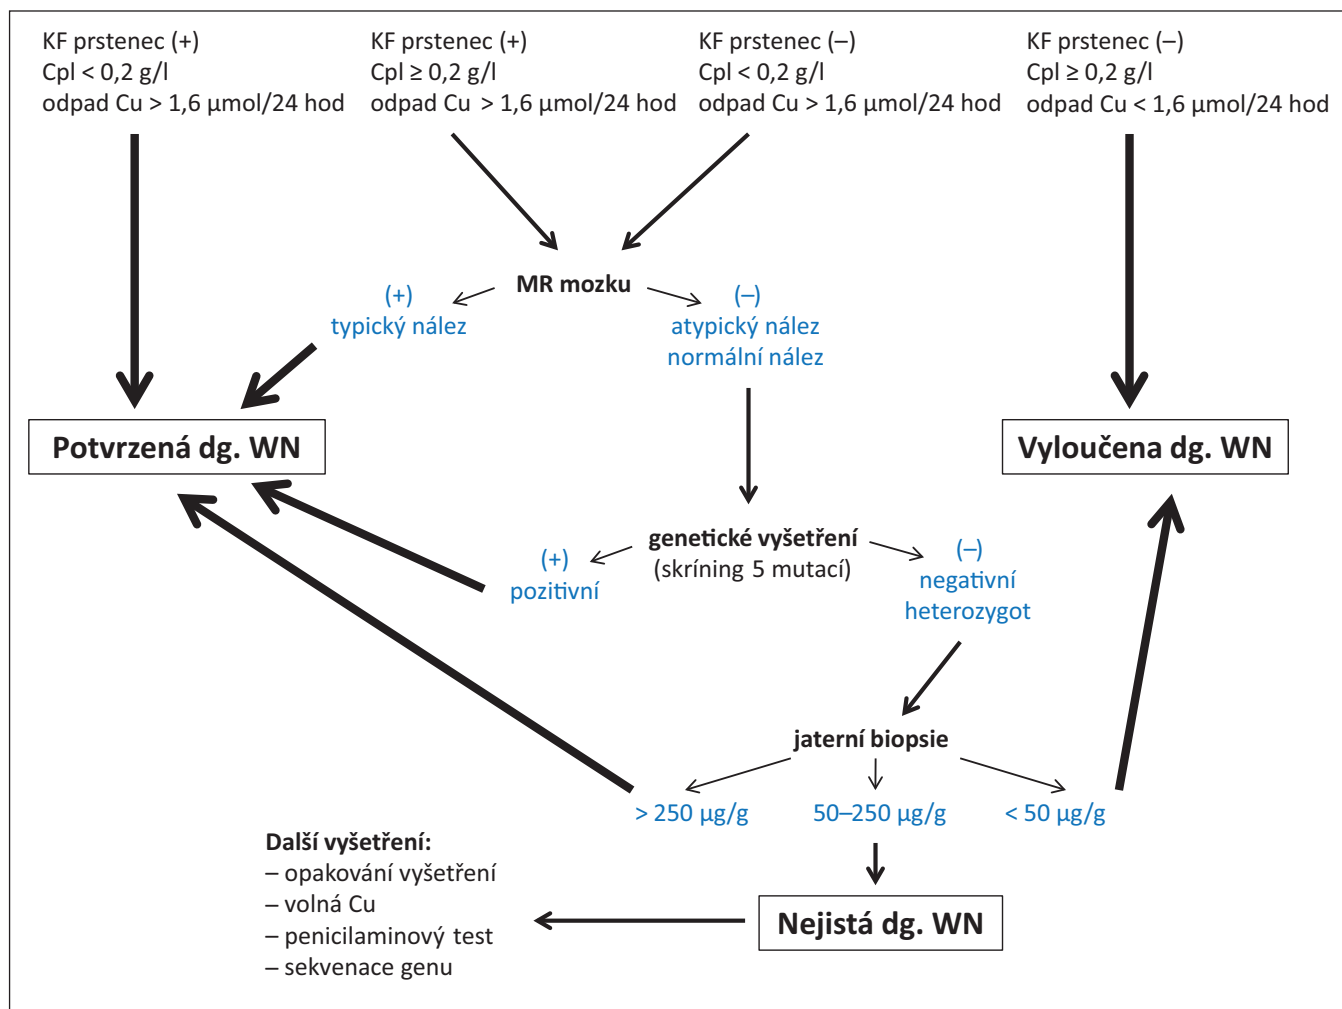 KF prstenec (+)
Cpl < 0,2 g/l
odpad Cu > 1,6 µmol/24 hod
KF prstenec (+)
Cpl ≥ 0,2 g/l
odpad Cu > 1,6 µmol/24 hod
KF prstenec (–)
Cpl < 0,2 g/l
odpad Cu > 1,6 µmol/24 hod
KF prstenec (–)
Cpl ≥ 0,2 g/l
odpad Cu < 1,6 µmol/24 hod
MR mozku
(+)
typický nález
(–)
atypický nález
normální nález
Potvrzená dg. WN
Vyloučena dg. WN
genetické vyšetření
(skríning 5 mutací)
(+)
pozitivní
(–)
negativní
heterozygot
jaterní biopsie
> 250 µg/g
50–250 µg/g
< 50 µg/g
Další vyšetření:
– opakování vyšetření
– volná Cu
– penicilaminový test
– sekvenace genu
Nejistá dg. WN